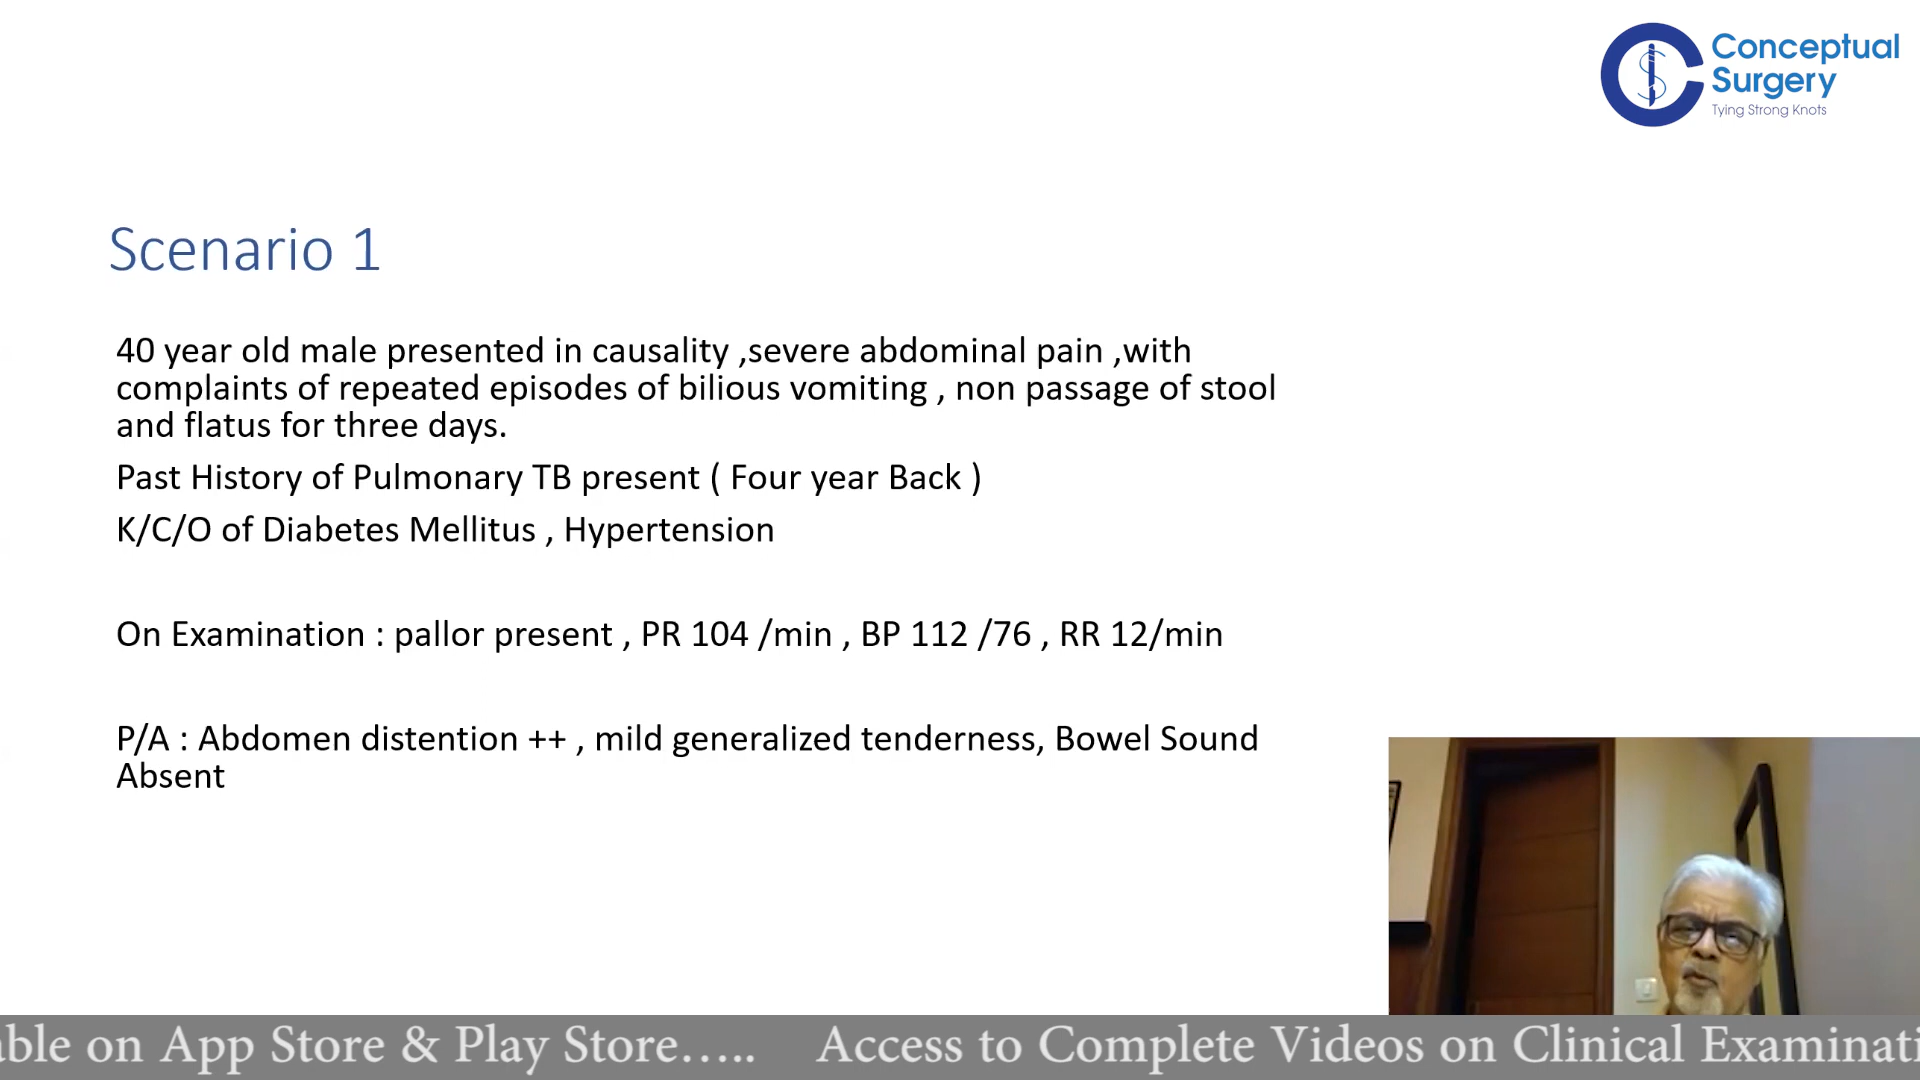 Conceptual
Surgery
Tying Strong Knots
Scenario 1
40 year old male presented in causality ,severe abdominal pain ,with
complaints of repeated episodes of bilious vomiting , non passage of stool
and flatus for three days.
Past History of Pulmonary TB present ( Four year Back )
K/C/O of Diabetes Mellitus , Hypertension
On Examination : pallor present , PR 104 /min , BP 112 /76 , RR 12/min
P/A : Abdomen distention ++ , mild generalized tenderness, Bowel Sound
Absent
able on App Store & Play Store..... Access to Complete Videos on Clinical Examinati